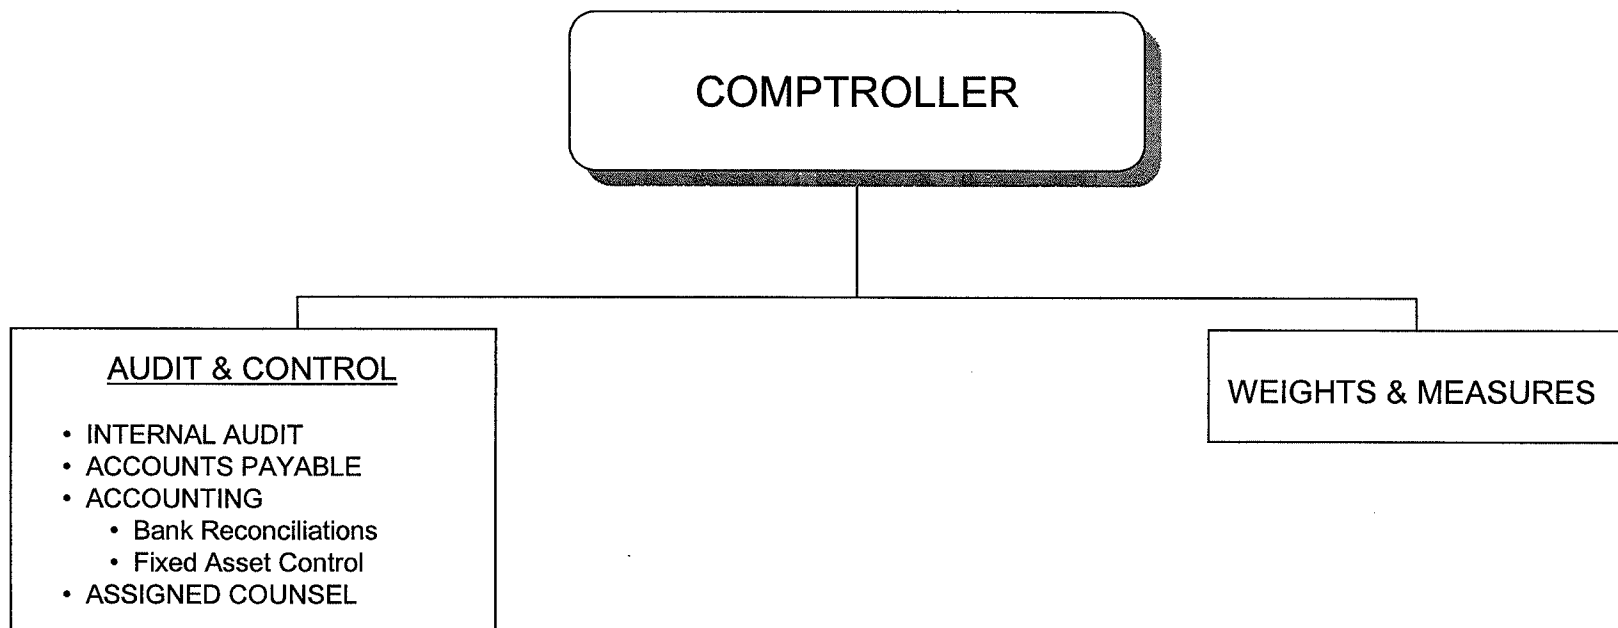 COMPTROLLER
AUDIT & CONTROL
• INTERNAL AUDIT
• ACCOUNTS PAYABLE
• ACCOUNTING
• Bank Reconciliations
• Fixed Asset Control
• ASSIGNED COUNSEL
WEIGHTS & MEASURES